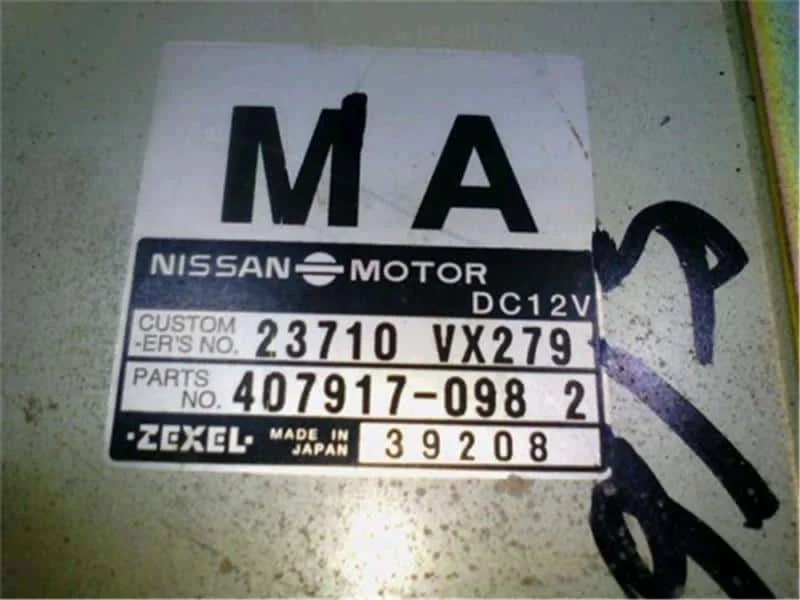 MA
NISSAN MOTOR
DC12V
CUSTOM
-ER'S NO. 23710 VX279
PARTS
NO. 407917-098 2
·ZEXEL· MADE IN
JAPAN 39208